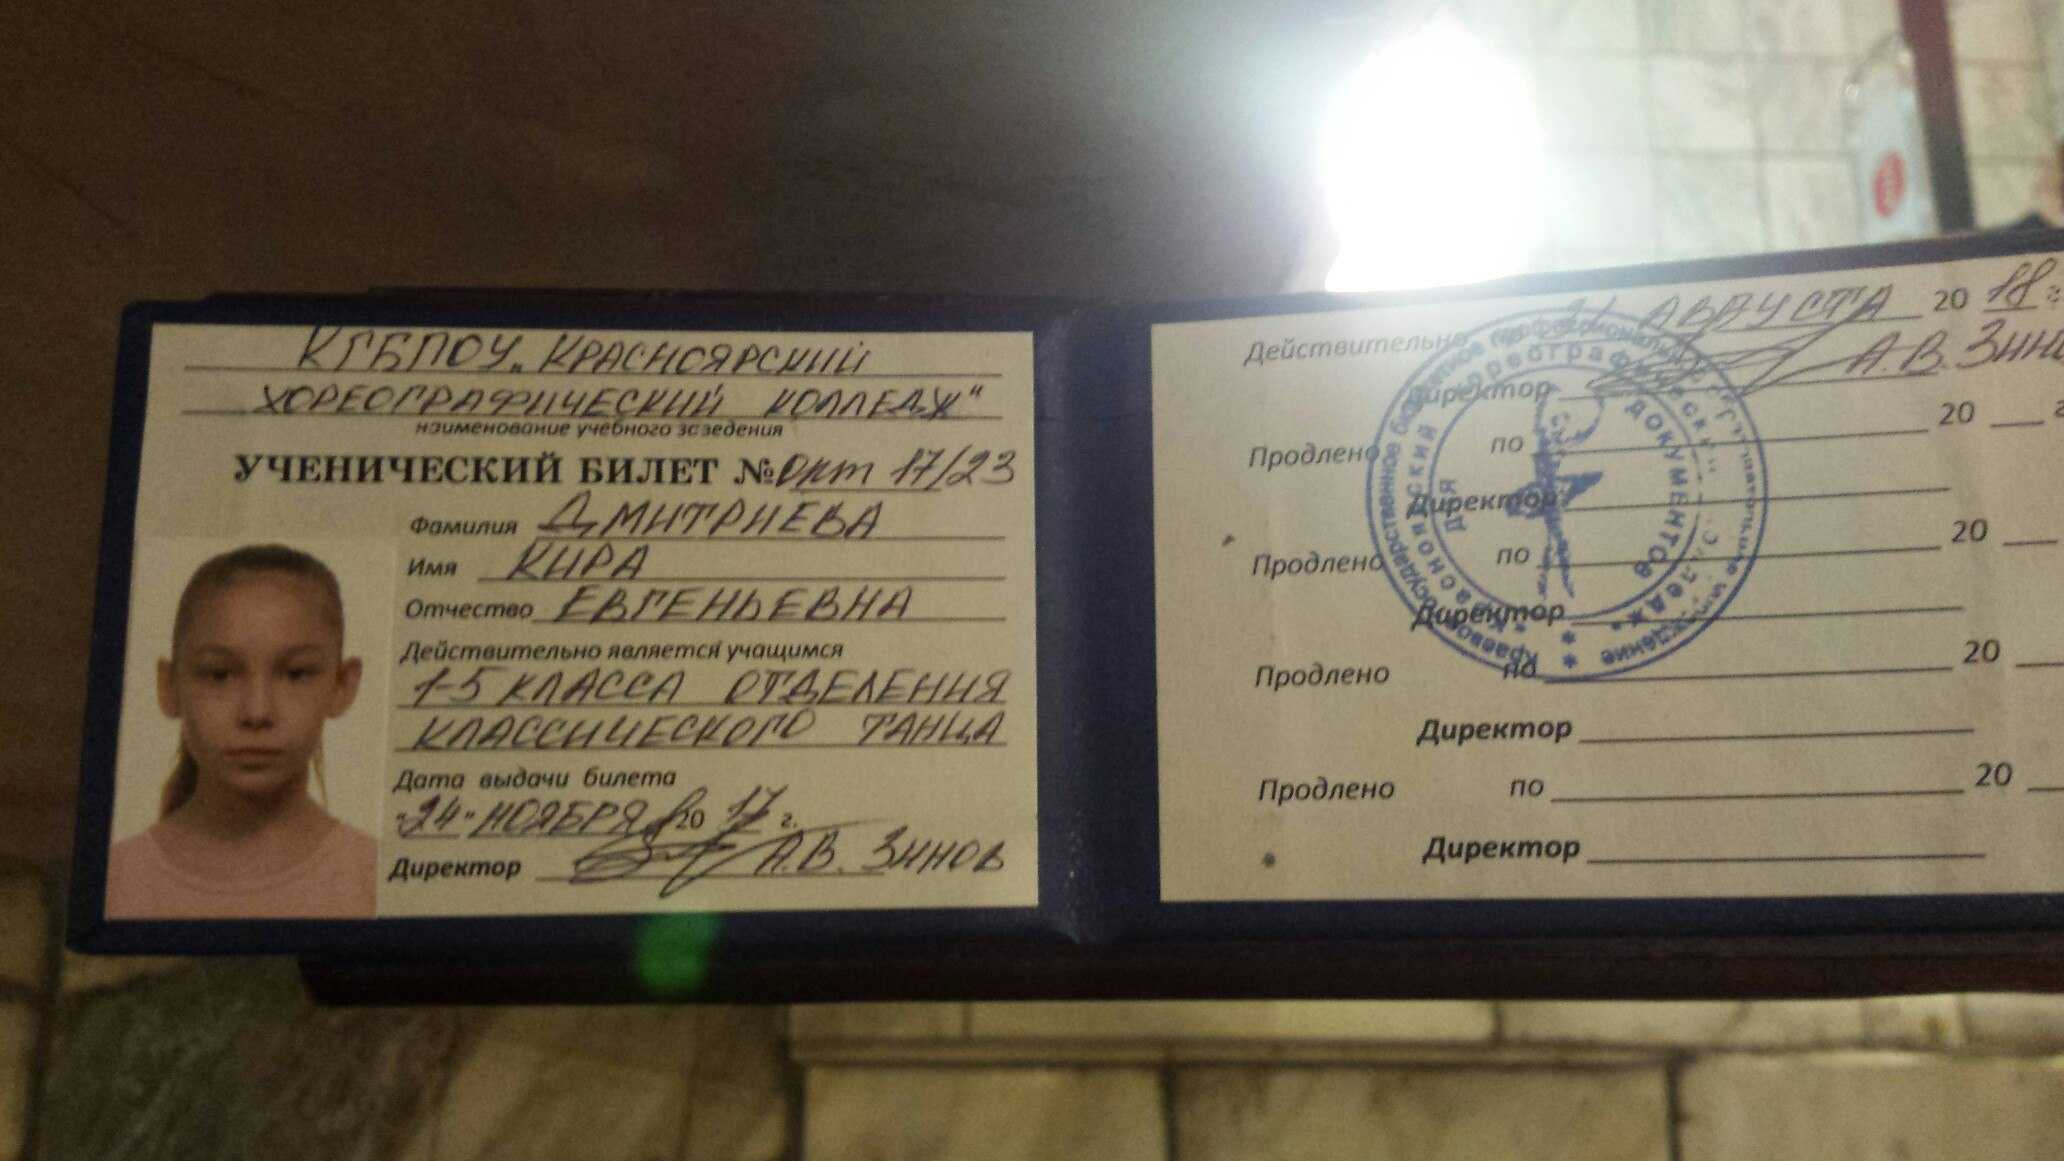 КГБПОУ „КРАСНОЯРСКИЙ
ХОРЕОГРАФИЧЕСКИЙ КОЛЛЕДЖ"
наименование учебного заведения
УЧЕНИЧЕСКИЙ БИЛЕТ № Окт 17/23
Фамилия ДМИТРИЕВА
Имя КИРА
Отчество ЕВГЕНЬЕВНА
Действительно является учащимся
1-5 КЛАССА ОТДЕЛЕНИЯ
КЛАССИЧЕСКОГО ТАНЦА
Дата выдачи билета
"24" НОЯБРЯ 20 17 г.
Директор А.В. ЗИНОВ
Действительно АВГУСТА 20 18 г.
Директор А.В. ЗИНО
Продлено по 20 г
Директор
Продлено по 20
Директор
Продлено по 20
Директор
Продлено по 20
Директор
ДЛЯ ДОКУМЕНТОВ